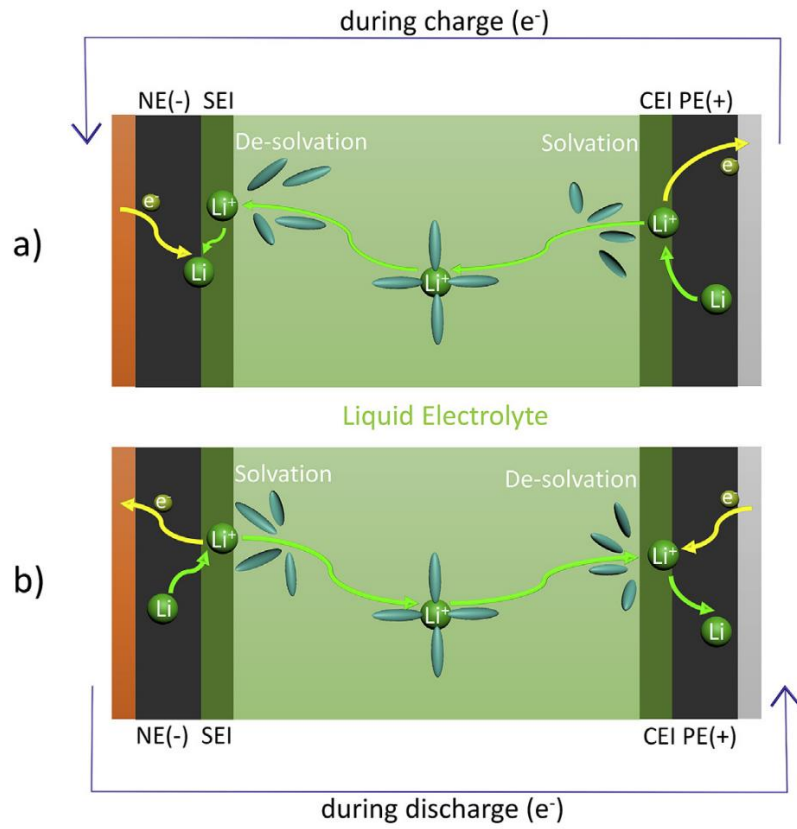 during charge (e⁻)
NE(-) SEI CEI PE(+)
De-solvation Solvation
e⁻ Li⁺ Li⁺ e⁻
a)
Li Li⁺ Li
Liquid Electrolyte
Solvation De-solvation
e⁻ Li⁺ Li⁺ e⁻
b)
Li Li⁺ Li
NE(-) SEI CEI PE(+)
during discharge (e⁻)